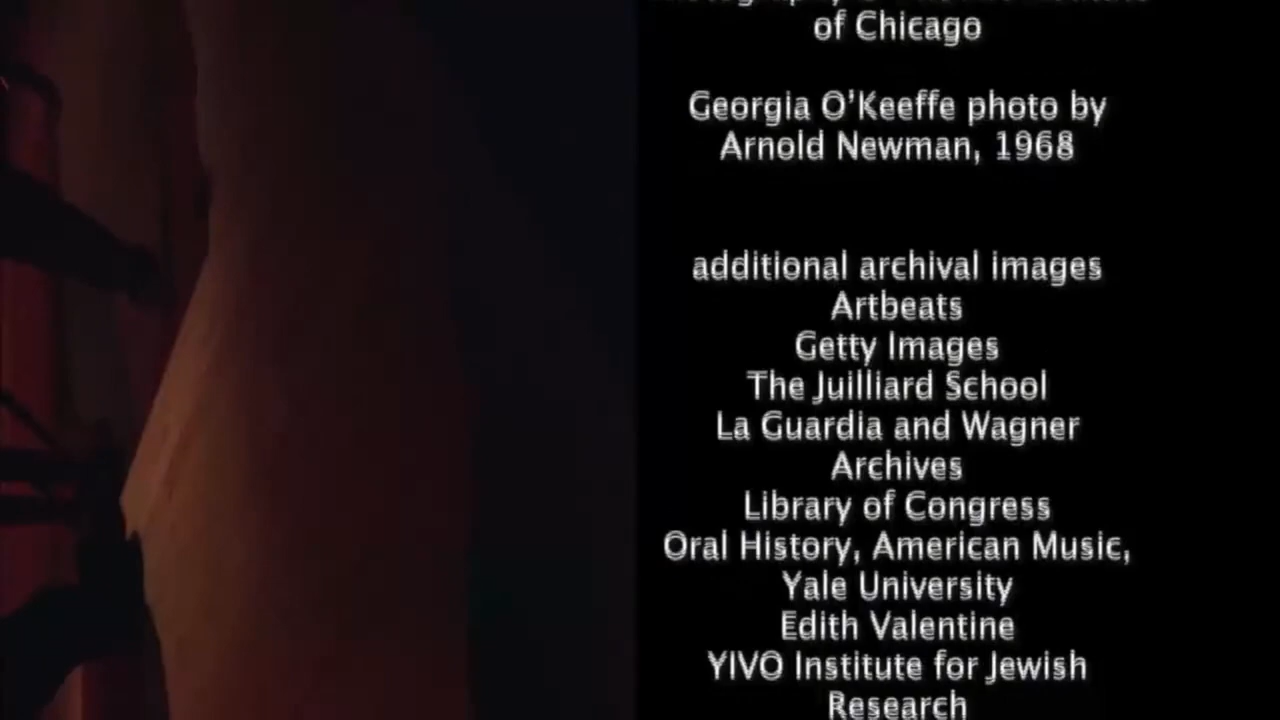 of Chicago
Georgia O'Keeffe photo by
Arnold Newman, 1968
additional archival images
Artbeats
Getty Images
The Juilliard School
La Guardia and Wagner
Archives
Library of Congress
Oral History, American Music,
Yale University
Edith Valentine
YIVO Institute for Jewish
Research